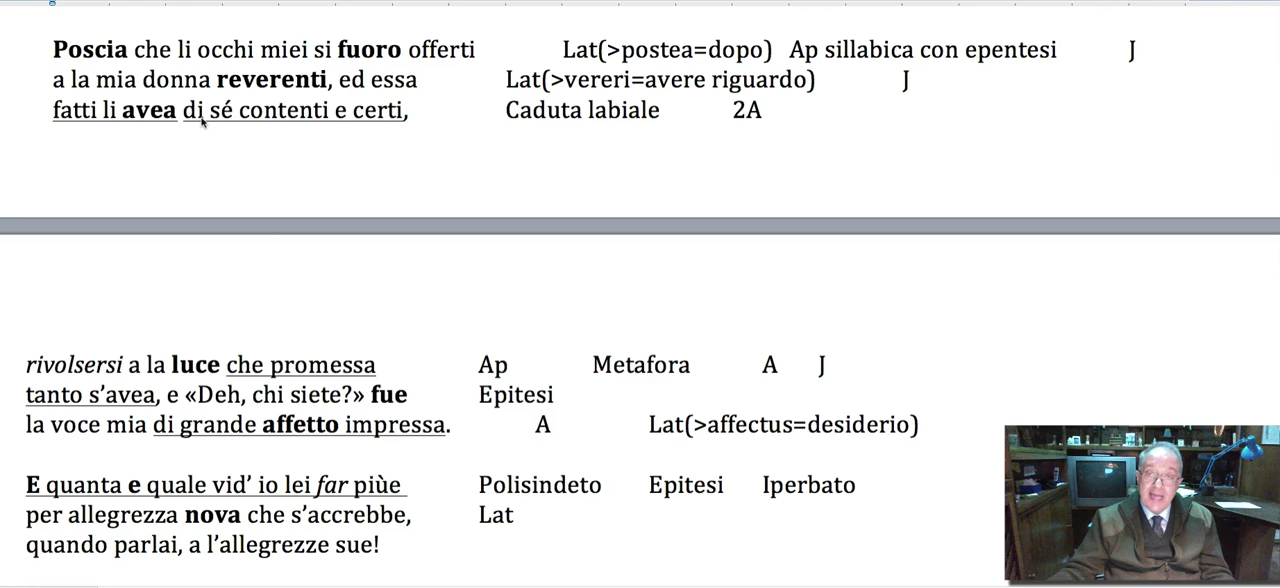 Poscia che li occhi miei si fuoro offerti Lat(>postea=dopo) Ap sillabica con epentesi J
a la mia donna reverenti, ed essa Lat(>vereri=avere riguardo) J
fatti li avea di sé contenti e certi, Caduta labiale 2A
rivolsersi a la luce che promessa Ap Metafora A J
tanto s’avea, e «Deh, chi siete?» fue Epitesi
la voce mia di grande affetto impressa. A Lat(>affectus=desiderio)
E quanta e quale vid’ io lei far piùe Polisindeto Epitesi Iperbato
per allegrezza nova che s’accrebbe, Lat
quando parlai, a l’allegrezze sue!